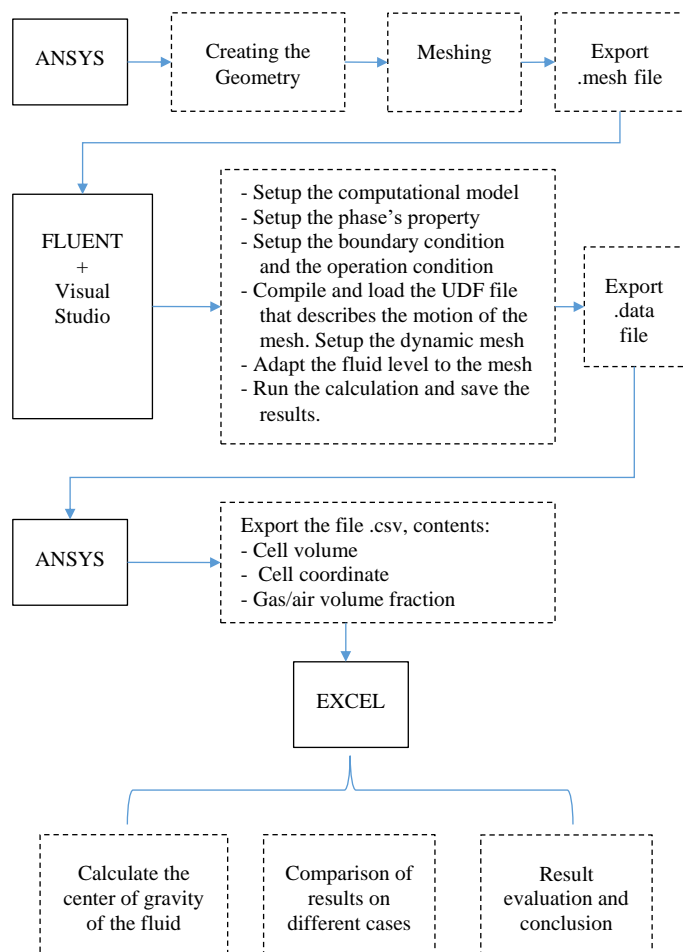 ANSYS
Creating the
Geometry
Meshing
Export
.mesh file
FLUENT
+
Visual
Studio
- Setup the computational model
- Setup the phase's property
- Setup the boundary condition
and the operation condition
- Compile and load the UDF file
that describes the motion of the
mesh. Setup the dynamic mesh
- Adapt the fluid level to the mesh
- Run the calculation and save the
results.
Export
.data
file
ANSYS
Export the file .csv, contents:
- Cell volume
- Cell coordinate
- Gas/air volume fraction
EXCEL
Calculate the
center of gravity
of the fluid
Comparison of
results on
different cases
Result
evaluation and
conclusion